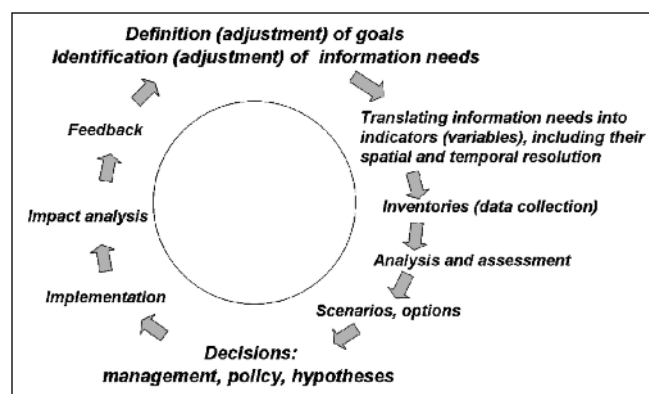 Definition (adjustment) of goals
Identification (adjustment) of information needs
Translating information needs into
indicators (variables), including their
spatial and temporal resolution
Inventories (data collection)
Analysis and assessment
Scenarios, options
Decisions:
management, policy, hypotheses
Implementation
Impact analysis
Feedback